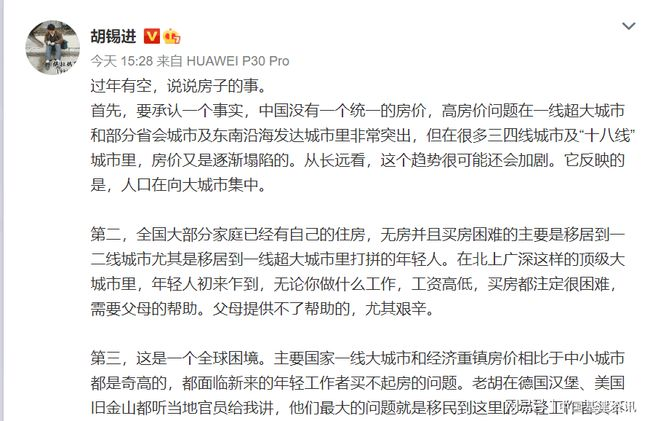 胡锡进
今天 15:28 来自 HUAWEI P30 Pro
过年有空，说说房子的事。
首先，要承认一个事实，中国没有一个统一的房价，高房价问题在一线超大城市
和部分省会城市及东南沿海发达城市里非常突出，但在很多三四线城市及“十八线”
城市里，房价又是逐渐塌陷的。从长远看，这个趋势很可能还会加剧。它反映的
是，人口在向大城市集中。
第二，全国大部分家庭已经有自己的住房，无房并且买房困难的主要是移居到一
二线城市尤其是移居到一线超大城市里打拼的年轻人。在北上广深这样的顶级大
城市里，年轻人初来乍到，无论你做什么工作，工资高低，买房都注定很困难，
需要父母的帮助。父母提供不了帮助的，尤其艰辛。
第三，这是一个全球困境。主要国家一线大城市和经济重镇房价相比于中小城市
都是奇高的，都面临新来的年轻工作者买不起房的问题。老胡在德国汉堡、美国
旧金山都听当地官员给我讲，他们最大的问题就是移民到这里的年轻工作者买不